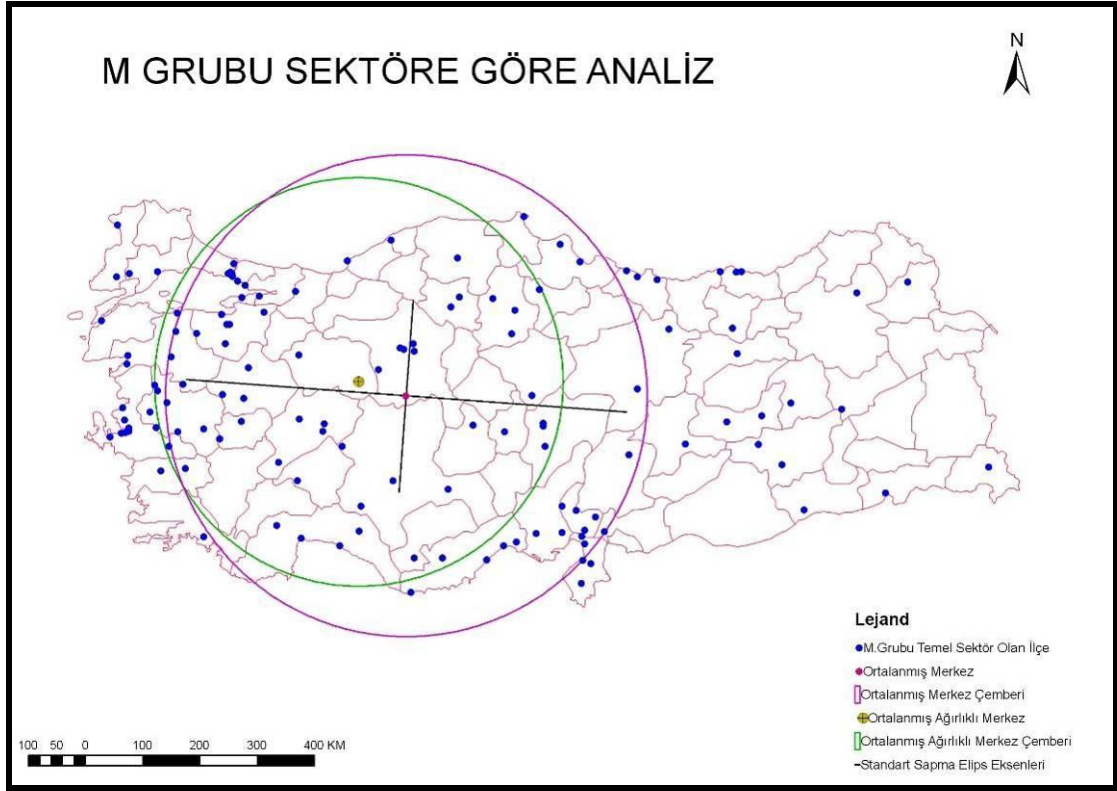 M GRUBU SEKTÖRE GÖRE ANALİZ
N
Lejand
M.Grubu Temel Sektör Olan İlçe
Ortalanmış Merkez
Ortalanmış Merkez Çemberi
Ortalanmış Ağırlıklı Merkez
Ortalanmış Ağırlıklı Merkez Çemberi
Standart Sapma Elips Eksenleri
100 50 0 100 200 300 400 KM